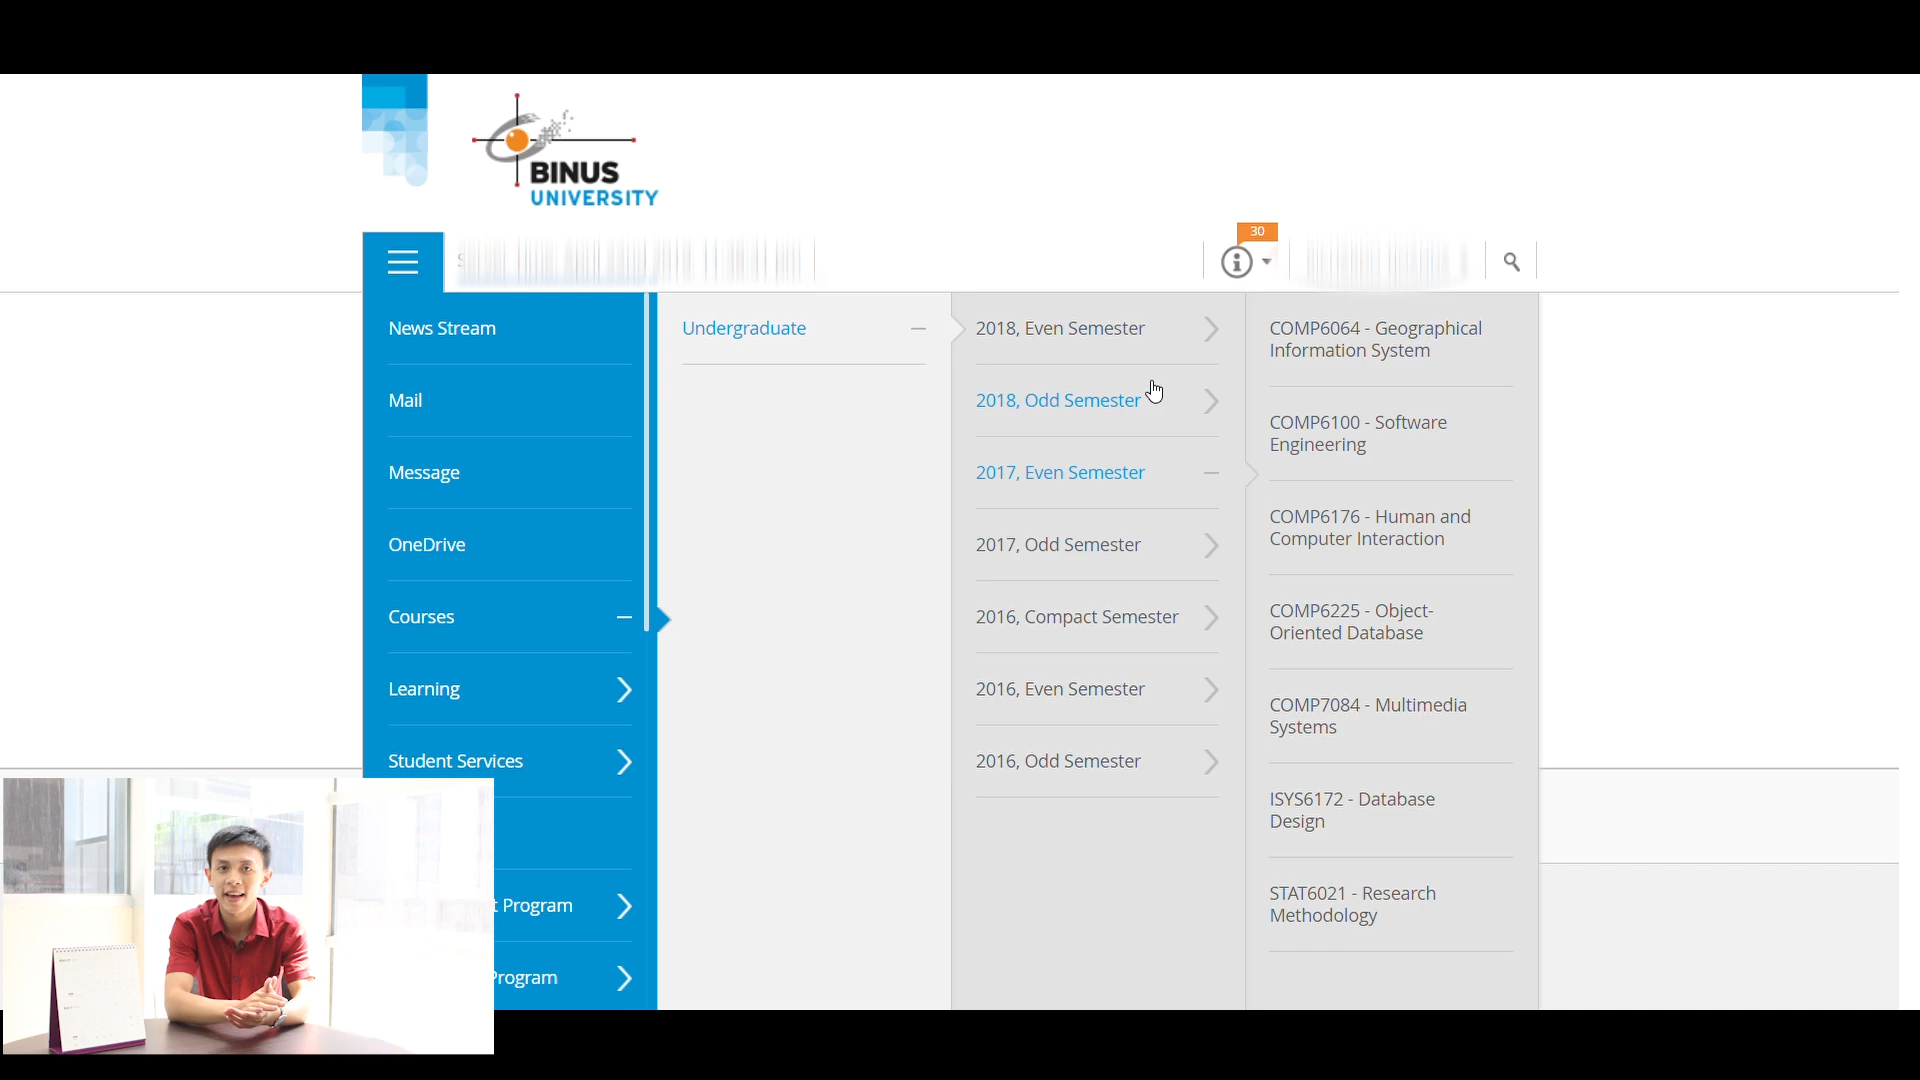 BINUS
UNIVERSITY
30
News Stream
Mail
Message
OneDrive
Courses
Learning
Student Services
t Program
Program
Undergraduate
2018, Even Semester
2018, Odd Semester
2017, Even Semester
2017, Odd Semester
2016, Compact Semester
2016, Even Semester
2016, Odd Semester
COMP6064 - Geographical
Information System
COMP6100 - Software
Engineering
COMP6176 - Human and
Computer Interaction
COMP6225 - Object-
Oriented Database
COMP7084 - Multimedia
Systems
ISYS6172 - Database
Design
STAT6021 - Research
Methodology